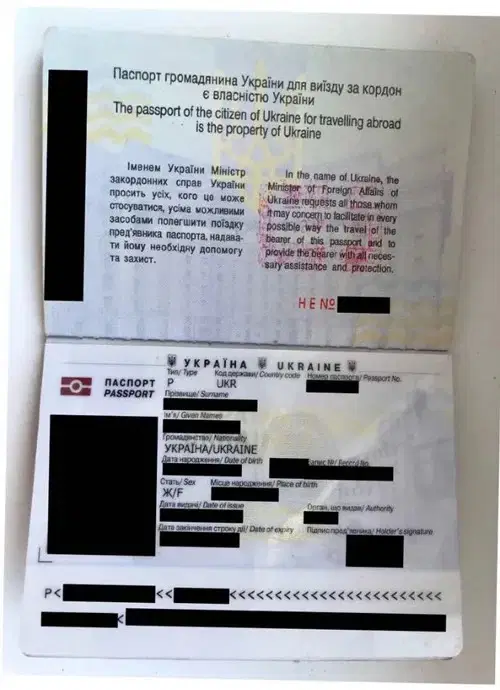 Паспорт громадянина України для виїзду за кордон
є власністю України
The passport of the citizen of Ukraine for travelling abroad
is the property of Ukraine
Іменем України Міністр
закордонних справ України
просить усіх, кого це може
стосуватися, усіма можливими
засобами полегшити поїздку
пред'явника паспорта, надава-
ти йому необхідну допомогу
та захист.
In the name of Ukraine, the
Minister of Foreign Affairs of
Ukraine requests all those whom
it may concern to facilitate in every
possible way the travel of the
bearer of this passport and to
provide the bearer with all neces-
sary assistance and protection.
НЕ №
УКРАЇНА UKRAINE
Тип/ Type Код держави/ Country code Номер паспорта/ Passport No.
ПАСПОРТ P UKR
PASSPORT
Прізвище/ Surname
Ім'я/ Given Names
Громадянство/ Nationality
УКРАЇНА/UKRAINE
Дата народження/ Date of birth Запис №/ Record No.
Стать/ Sex Місце народження/ Place of birth
Ж/F
Дата видачі/ Date of issue Орган, що видав/ Authority
Дата закінчення строку дії/ Date of expiry Підпис пред'явника/ Holder's signature
P< <<  <<<<<<<<<<<<<<<<<<<<<<<<
<